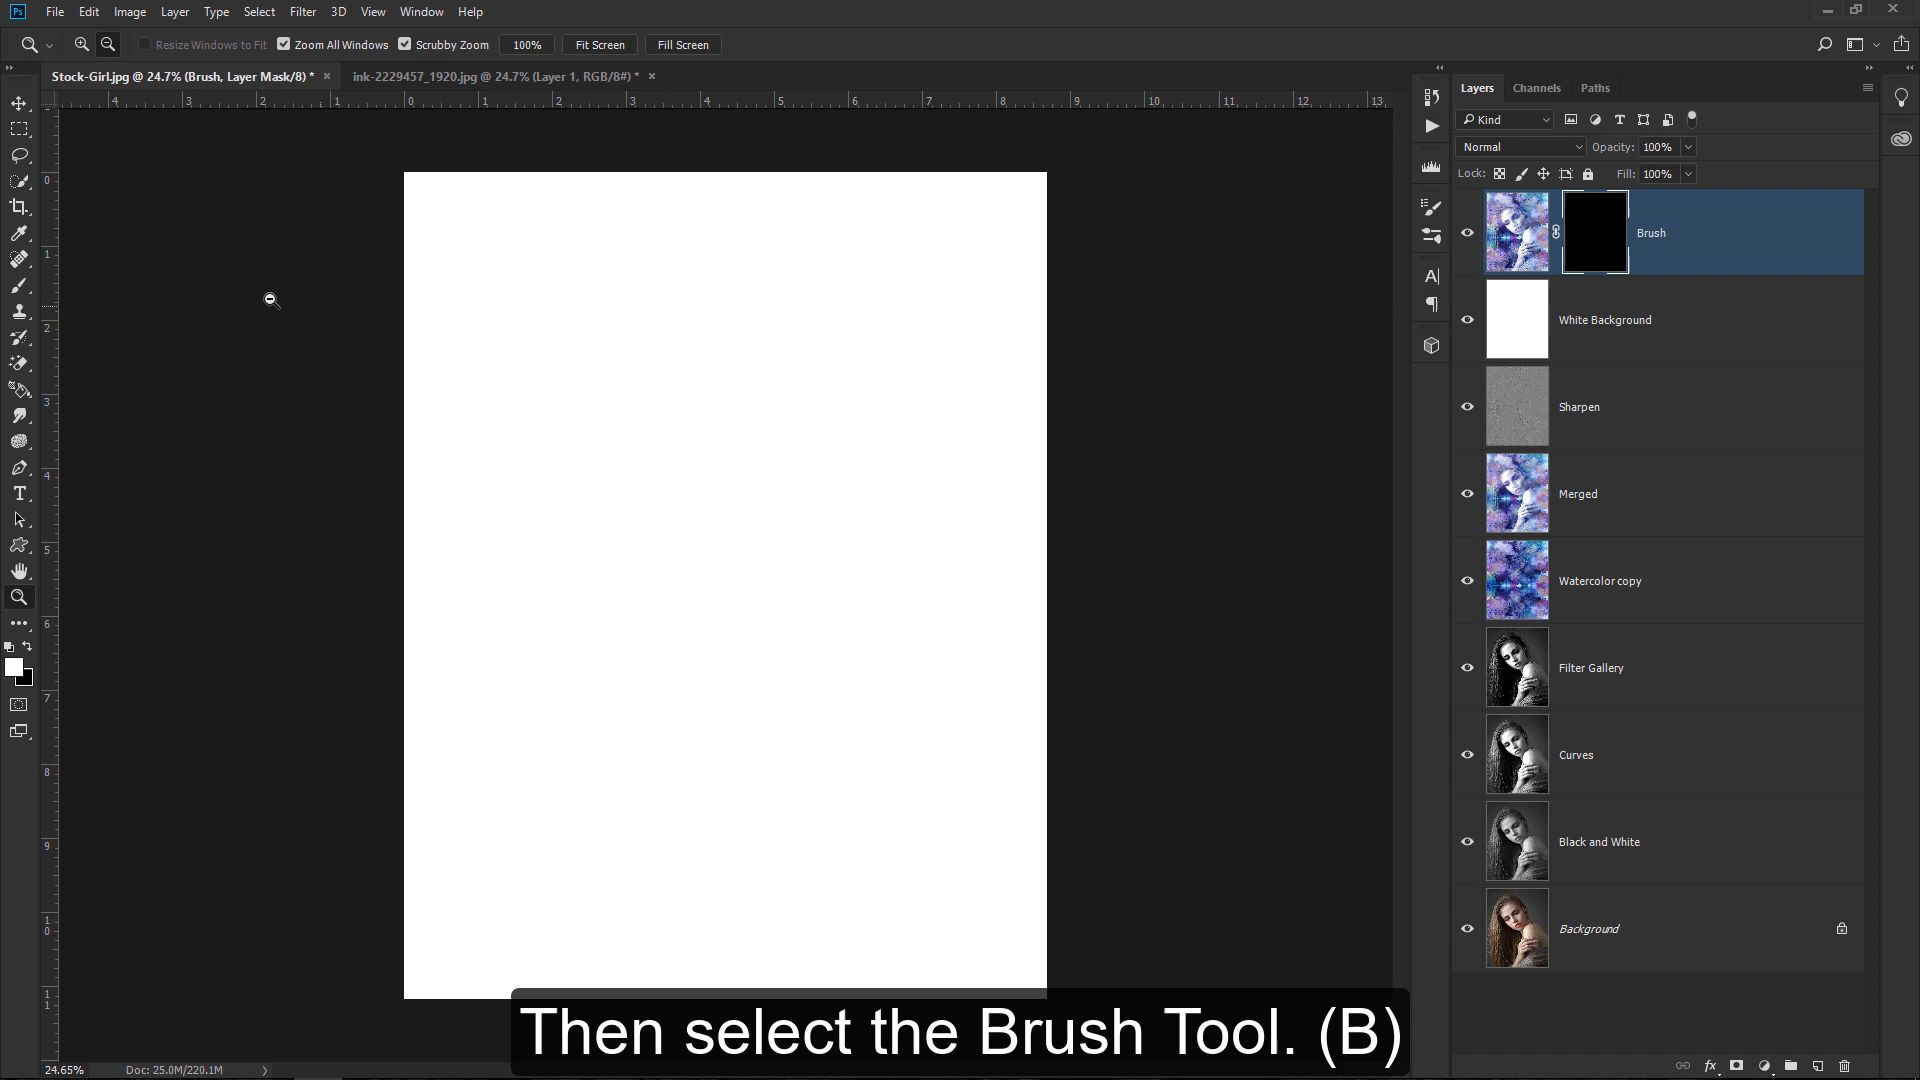 Ps File Edit Image Layer Type Select Filter 3D View Window Help
Resize Windows to Fit Zoom All Windows Scrubby Zoom 100% Fit Screen Fill Screen
Stock-Girl.jpg @ 24.7% (Brush, Layer Mask/8) * ×
ink-2229457_1920.jpg @ 24.7% (Layer 1, RGB/8#) * ×
4 3 2 1 0 1 2 3 4 5 6 7 8 9 10 11 12 13
0
1
2
3
4
5
6
7
8
9
1
0
1
1
Layers Channels Paths
Kind
Normal Opacity: 100%
Lock: Fill: 100%
Brush
White Background
Sharpen
Merged
Watercolor copy
Filter Gallery
Curves
Black and White
Background
fx
Then select the Brush Tool. (B)
24.65% Doc: 25.0M/220.1M